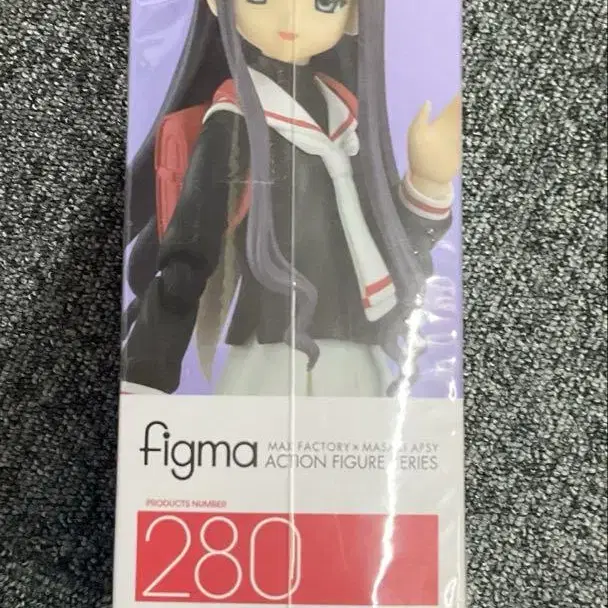 figma
MAX FACTORY × MASAKI APSY
ACTION FIGURE SERIES
PRODUCTS NUMBER
280